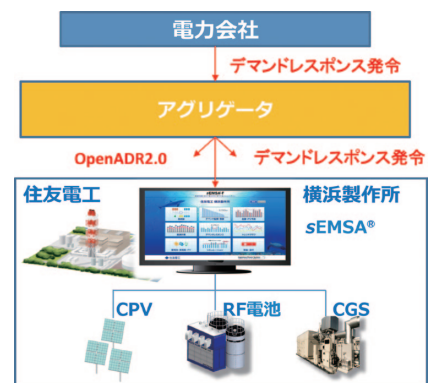 電力会社
デマンドレスポンス発令
アグリゲータ
OpenADR2.0 デマンドレスポンス発令
住友電工 横浜製作所
sEMSA®
sEMSA
CPV RF電池 CGS